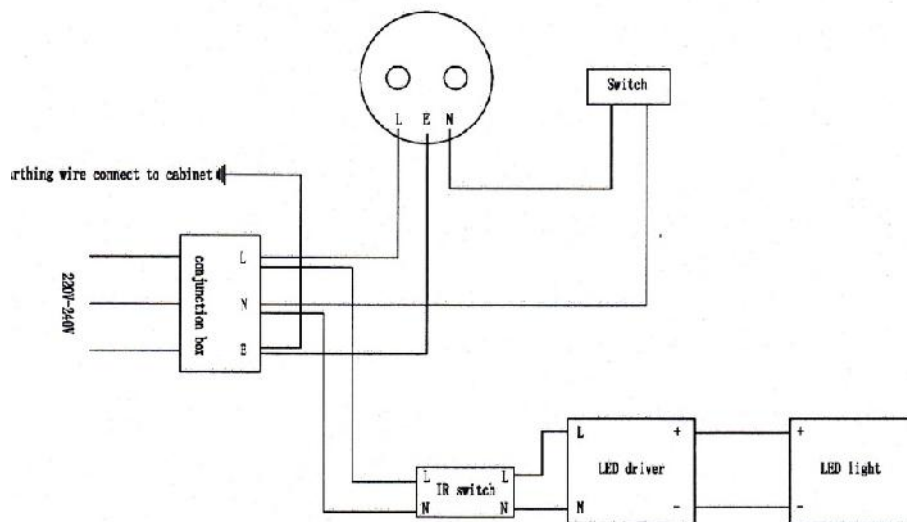 L E N
Switch
rthing wire connect to cabinet
220V-240V
conjunction box
L
N
E
L L
IR switch
N N
L +
LED driver
N -
+
LED light
-